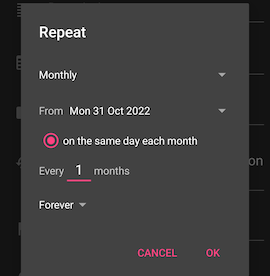 Repeat
Monthly
From Mon 31 Oct 2022
on the same day each month
on
Every 1 months
Forever
CANCEL OK